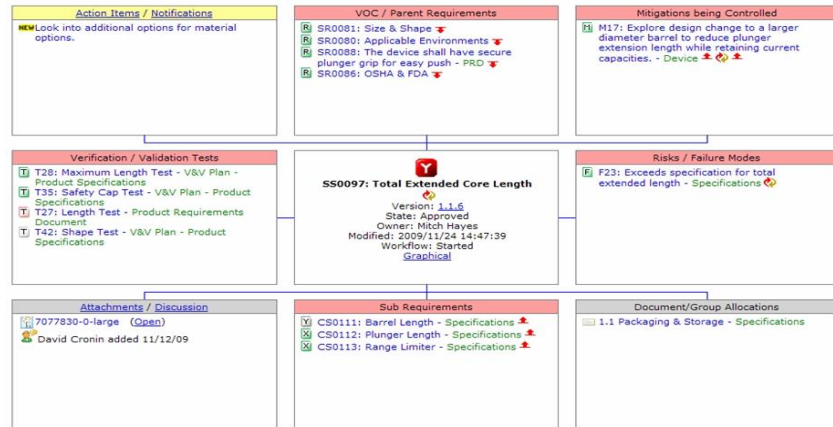 Action Items / Notifications
NEW Look into additional options for material
options.
VOC / Parent Requirements
R SR0081: Size & Shape
R SR0080: Applicable Environments
R SR0088: The device shall have secure
plunger grip for easy push - PRD
R SR0086: OSHA & FDA
Mitigations being Controlled
M M17: Explore design change to a larger
diameter barrel to reduce plunger
extension length while retaining current
capacities. - Device
Verification / Validation Tests
T T28: Maximum Length Test - V&V Plan -
Product Specifications
T T35: Safety Cap Test - V&V Plan - Product
Specifications
T T27: Length Test - Product Requirements
Document
T T42: Shape Test - V&V Plan - Product
Specifications
Y
SS0097: Total Extended Core Length
Version: 1.1.6
State: Approved
Owner: Mitch Hayes
Modified: 2009/11/24 14:47:39
Workflow: Started
Graphical
Risks / Failure Modes
F F23: Exceeds specification for total
extended length - Specifications
Attachments / Discussion
7077830-0-large (Open)
David Cronin added 11/12/09
Sub Requirements
Y CS0111: Barrel Length - Specifications
X CS0112: Plunger Length - Specifications
X CS0113: Range Limiter - Specifications
Document/Group Allocations
1.1 Packaging & Storage - Specifications